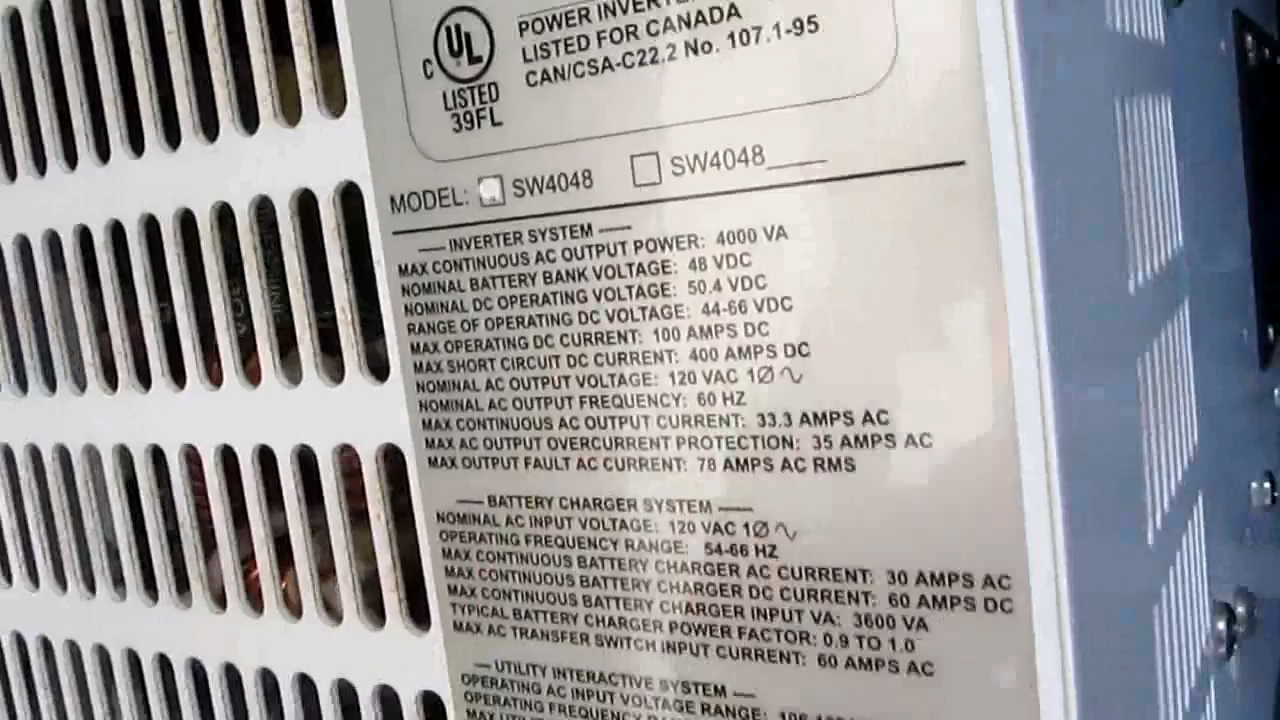 POWER INVERTE
LISTED FOR CANADA
CAN/CSA-C22.2 No. 107.1-95
C UL
LISTED
39FL
MODEL: SW4048 SW4048____
INVERTER SYSTEM
MAX CONTINUOUS AC OUTPUT POWER: 4000 VA
NOMINAL BATTERY BANK VOLTAGE: 48 VDC
NOMINAL DC OPERATING VOLTAGE: 50.4 VDC
RANGE OF OPERATING DC VOLTAGE: 44-66 VDC
MAX OPERATING DC CURRENT: 100 AMPS DC
MAX SHORT CIRCUIT DC CURRENT: 400 AMPS DC
NOMINAL AC OUTPUT VOLTAGE: 120 VAC 1Ø ∿
NOMINAL AC OUTPUT FREQUENCY: 60 HZ
MAX CONTINUOUS AC OUTPUT CURRENT: 33.3 AMPS AC
MAX AC OUTPUT OVERCURRENT PROTECTION: 35 AMPS AC
MAX OUTPUT FAULT AC CURRENT: 78 AMPS AC RMS
BATTERY CHARGER SYSTEM
NOMINAL AC INPUT VOLTAGE: 120 VAC 1Ø ∿
OPERATING FREQUENCY RANGE: 54-66 HZ
MAX CONTINUOUS BATTERY CHARGER AC CURRENT: 30 AMPS AC
MAX CONTINUOUS BATTERY CHARGER DC CURRENT: 60 AMPS DC
MAX CONTINUOUS BATTERY CHARGER INPUT VA: 3600 VA
TYPICAL BATTERY CHARGER POWER FACTOR: 0.9 TO 1.0
MAX AC TRANSFER SWITCH INPUT CURRENT: 60 AMPS AC
UTILITY INTERACTIVE SYSTEM
OPERATING AC INPUT VOLTAGE RANGE:
OPERATING FREQUENCY
MAX